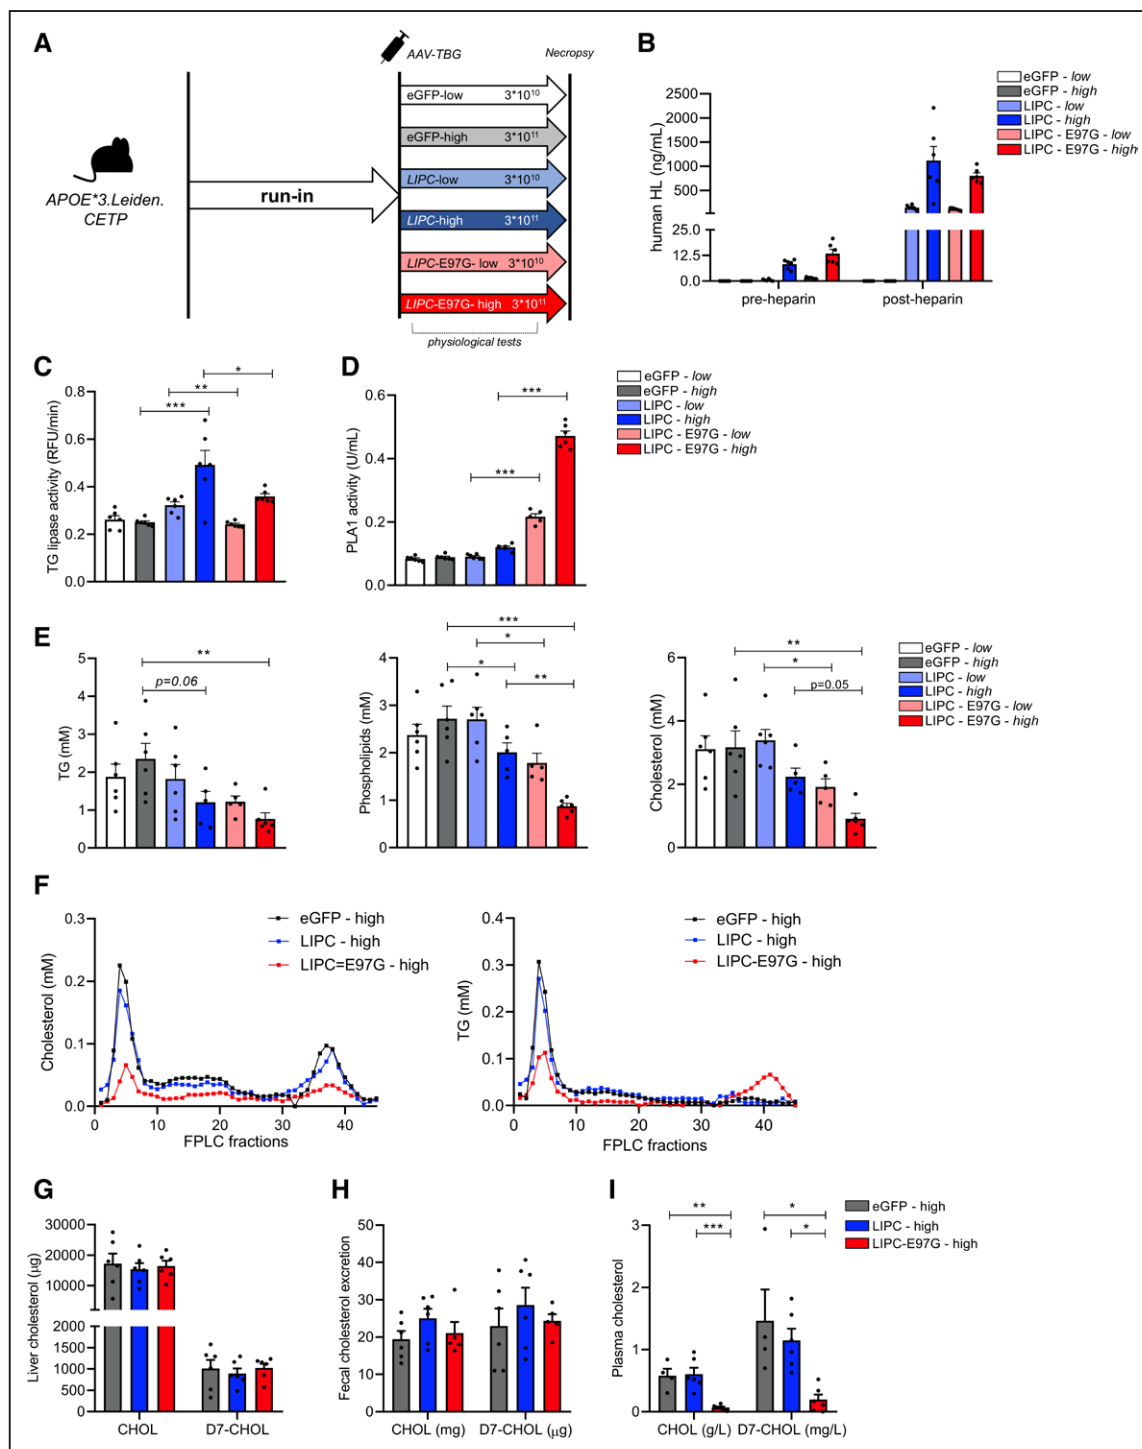 A
AAV-TBG
Necropsy
eGFP-low 3*10¹⁰
eGFP-high 3*10¹¹
LIPC-low 3*10¹⁰
LIPC-high 3*10¹¹
LIPC-E97G- low 3*10¹⁰
LIPC-E97G- high 3*10¹¹
APOE*3.Leiden.
CETP
run-in
physiological tests
B
human HL (ng/mL)
2500
2000
1500
1000
500
25.0
12.5
0.0
pre-heparin
post-heparin
eGFP - low
eGFP - high
LIPC - low
LIPC - high
LIPC - E97G - low
LIPC - E97G - high
C
TG lipase activity (RFU/min)
0.8
0.6
0.4
0.2
0.0
***
**
*
D
PLA1 activity (U/mL)
0.6
0.4
0.2
0.0
***
***
eGFP - low
eGFP - high
LIPC - low
LIPC - high
LIPC - E97G - low
LIPC - E97G - high
E
TG (mM)
5
4
3
2
1
0
**
p=0.06
Phospholipids (mM)
4
3
2
1
0
***
*
*
**
Cholesterol (mM)
6
4
2
0
**
*
p=0.05
eGFP - low
eGFP - high
LIPC - low
LIPC - high
LIPC - E97G - low
LIPC - E97G - high
F
Cholesterol (mM)
0.3
0.2
0.1
0.0
0 10 20 30 40
FPLC fractions
eGFP - high
LIPC - high
LIPC=E97G - high
TG (mM)
0.4
0.3
0.2
0.1
0.0
0 10 20 30 40
FPLC fractions
eGFP - high
LIPC - high
LIPC-E97G - high
G
Liver cholesterol (µg)
30000
20000
10000
2000
1500
1000
500
0
CHOL
D7-CHOL
H
Fecal cholesterol excretion
50
40
30
20
10
0
CHOL (mg)
D7-CHOL (µg)
I
Plasma cholesterol
3
2
1
0
**
***
*
*
CHOL (g/L)
D7-CHOL (mg/L)
eGFP - high
LIPC - high
LIPC-E97G - high